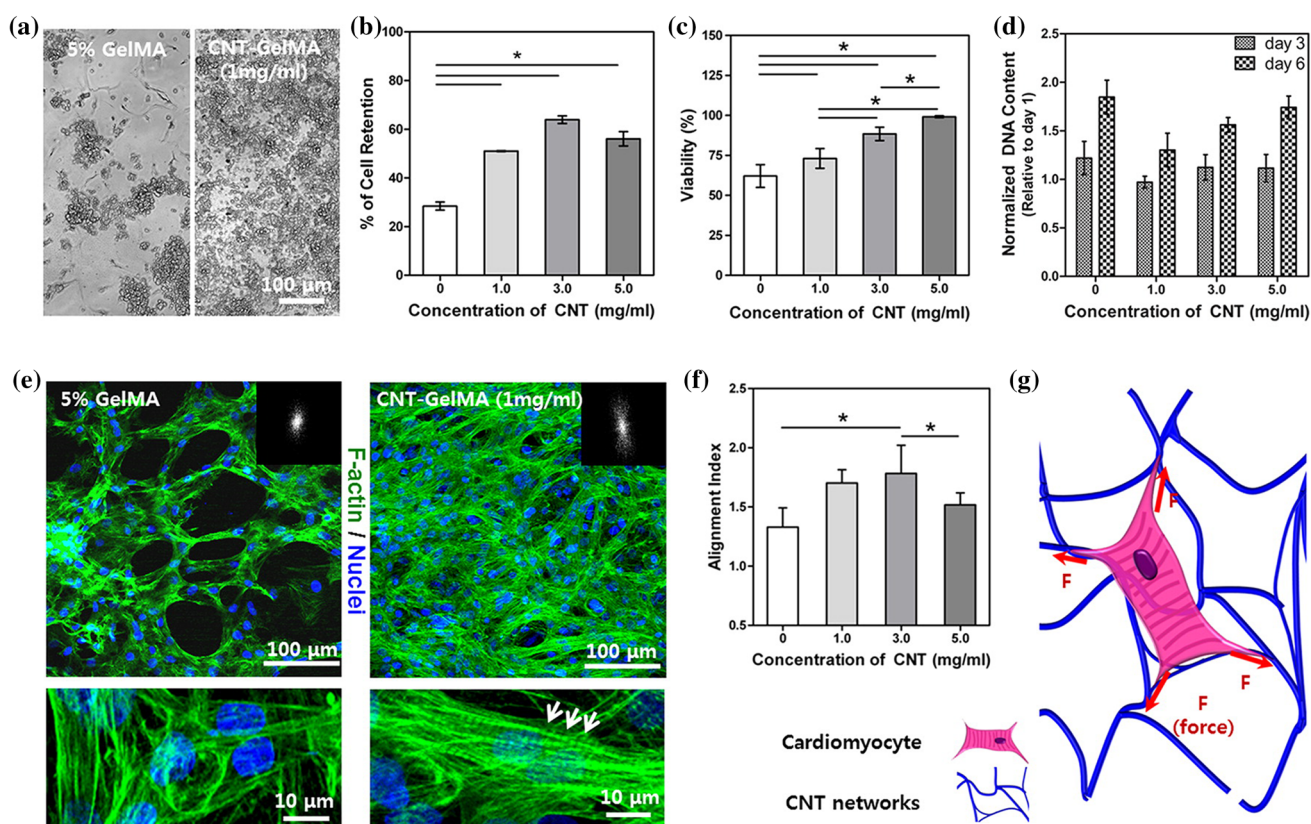 (a)
5% GelMA
CNT-GelMA
(1mg/ml)
100 µm
(b)
% of Cell Retention
100
80
60
40
20
0
*
0 1.0 3.0 5.0
Concentration of CNT (mg/ml)
(c)
Viability (%)
150
125
100
75
50
25
0
*
*
*
*
0 1.0 3.0 5.0
Concentration of CNT (mg/ml)
(d)
Normalized DNA Content
(Relative to day 1)
2.5
2.0
1.5
1.0
0.5
0.0
day 3
day 6
0 1.0 3.0 5.0
Concentration of CNT (mg/ml)
(e)
5% GelMA
100 µm
F-actin / Nuclei
CNT-GelMA (1mg/ml)
100 µm
10 µm
10 µm
(f)
Alignment Index
2.5
2.0
1.5
1.0
0.5
*
*
0 1.0 3.0 5.0
Concentration of CNT (mg/ml)
Cardiomyocyte
CNT networks
(g)
F
F
F
F
(force)